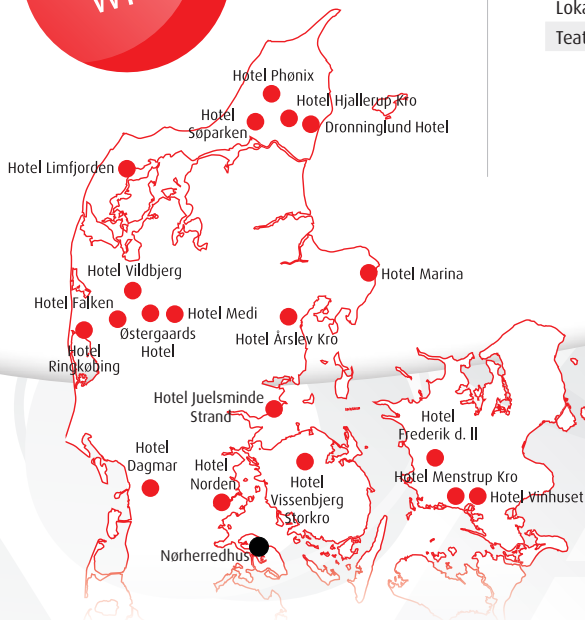 Loka
Teat
Hotel Phønix
Hotel Hjallerup Kro
Hotel
Søparken
Dronninglund Hotel
Hotel Limfjorden
Hotel Vildbjerg
Hotel Marina
Hotel Falken
Hotel Medi
Østergaards
Hotel
Hotel Årslev Kro
Hotel
Ringkøbing
Hotel Juelsminde
Strand
Hotel
Frederik d. II
Hotel
Dagmar
Hotel
Norden
Hotel
Vissenbjerg
Storkro
Hotel Menstrup Kro
Hotel Vinhuset
Nørherredhus